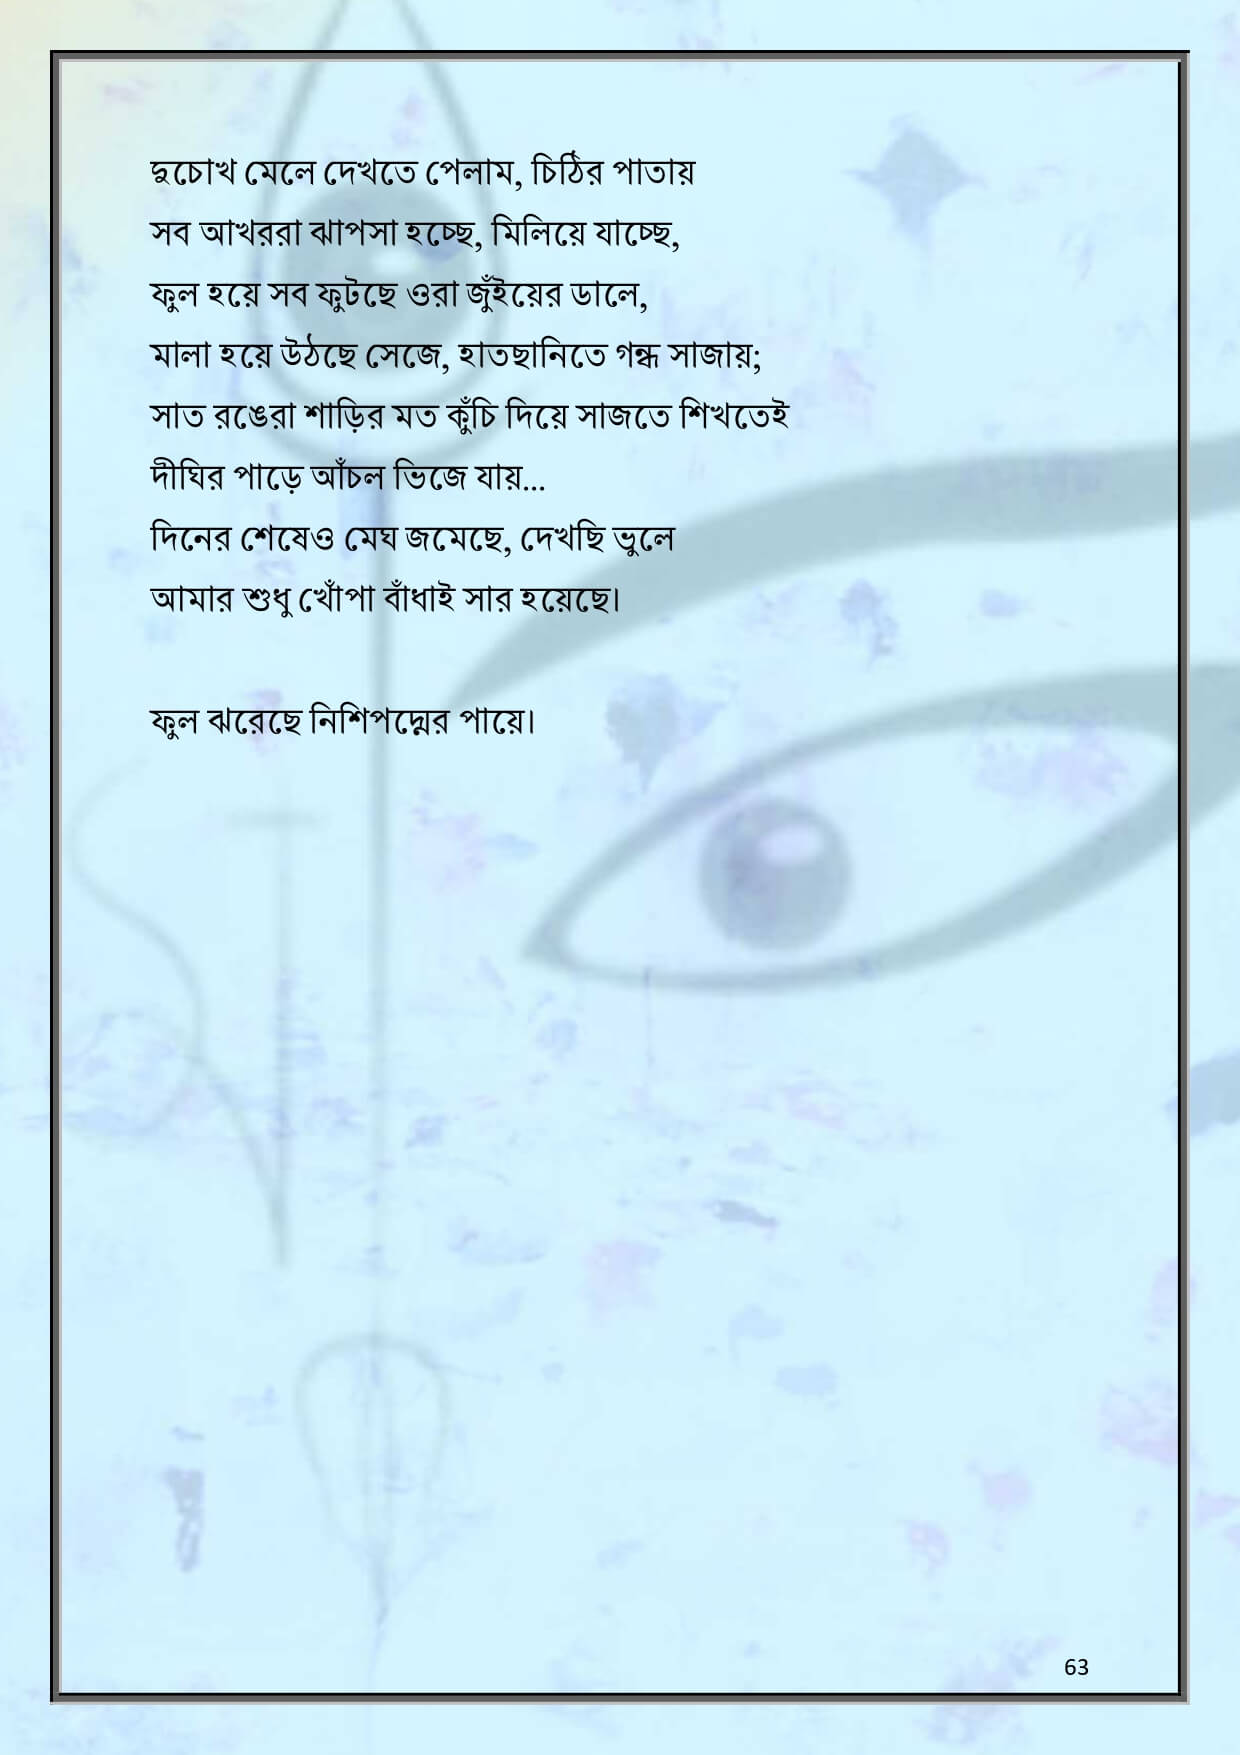 দুচোখ মেলে দেখতে পেলাম, চিঠির পাতায়
সব আখররা ঝাপসা হচ্ছে, মিলিয়ে যাচ্ছে,
ফুল হয়ে সব ফুটছে ওরা জুঁইয়ের ডালে,
মালা হয়ে উঠছে সেজে, হাতছানিতে গন্ধ সাজায়;
সাত রঙেরা শাড়ির মত কুঁচি দিয়ে সাজতে শিখতেই
দীঘির পাড়ে আঁচল ভিজে যায়...
দিনের শেষেও মেঘ জমেছে, দেখছি ভুলে
আমার শুধু খোঁপা বাঁধাই সার হয়েছে।
ফুল ঝরেছে নিশিপদ্মের পায়ে।
63